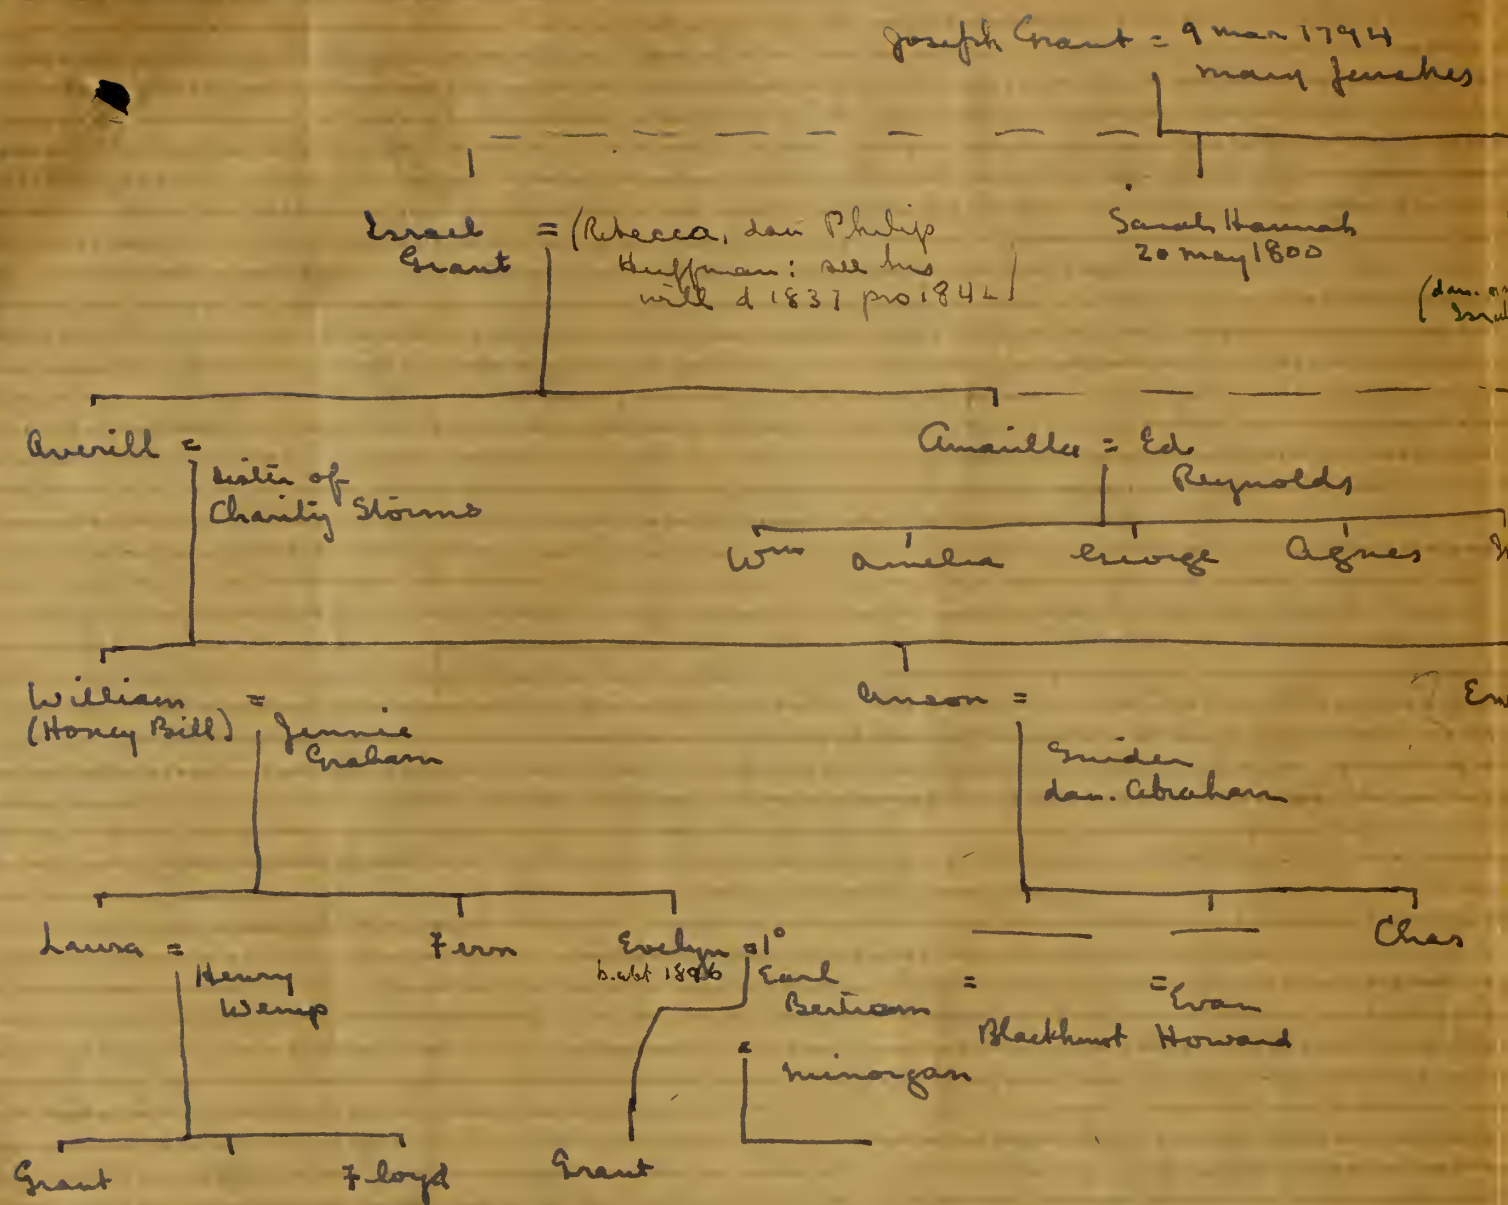 Joseph Grant = 9 Mar 1794
Mary
Israel
Grant
= (Rebecca, dau Philip
Huffman: see his
will d 1837 pro 1842)
Sarah Hannah
20 May 1800
(dau.
Averill =
sister of
Charity Storms
Amarilla = Ed.
Reynolds
Wm
Amelia
George
Agnes
William
(Honey Bill)
=
Jennie
Graham
Anson =
Snider
dau. Abraham
?
Laura =
Henry
Wemp
Fern
Evelyn = 1°
b. abt 1896
Earl
Bertram
=
Minorgan
=
Blackhurst
= Evan
Howard
Chas
Grant
Floyd
Grant